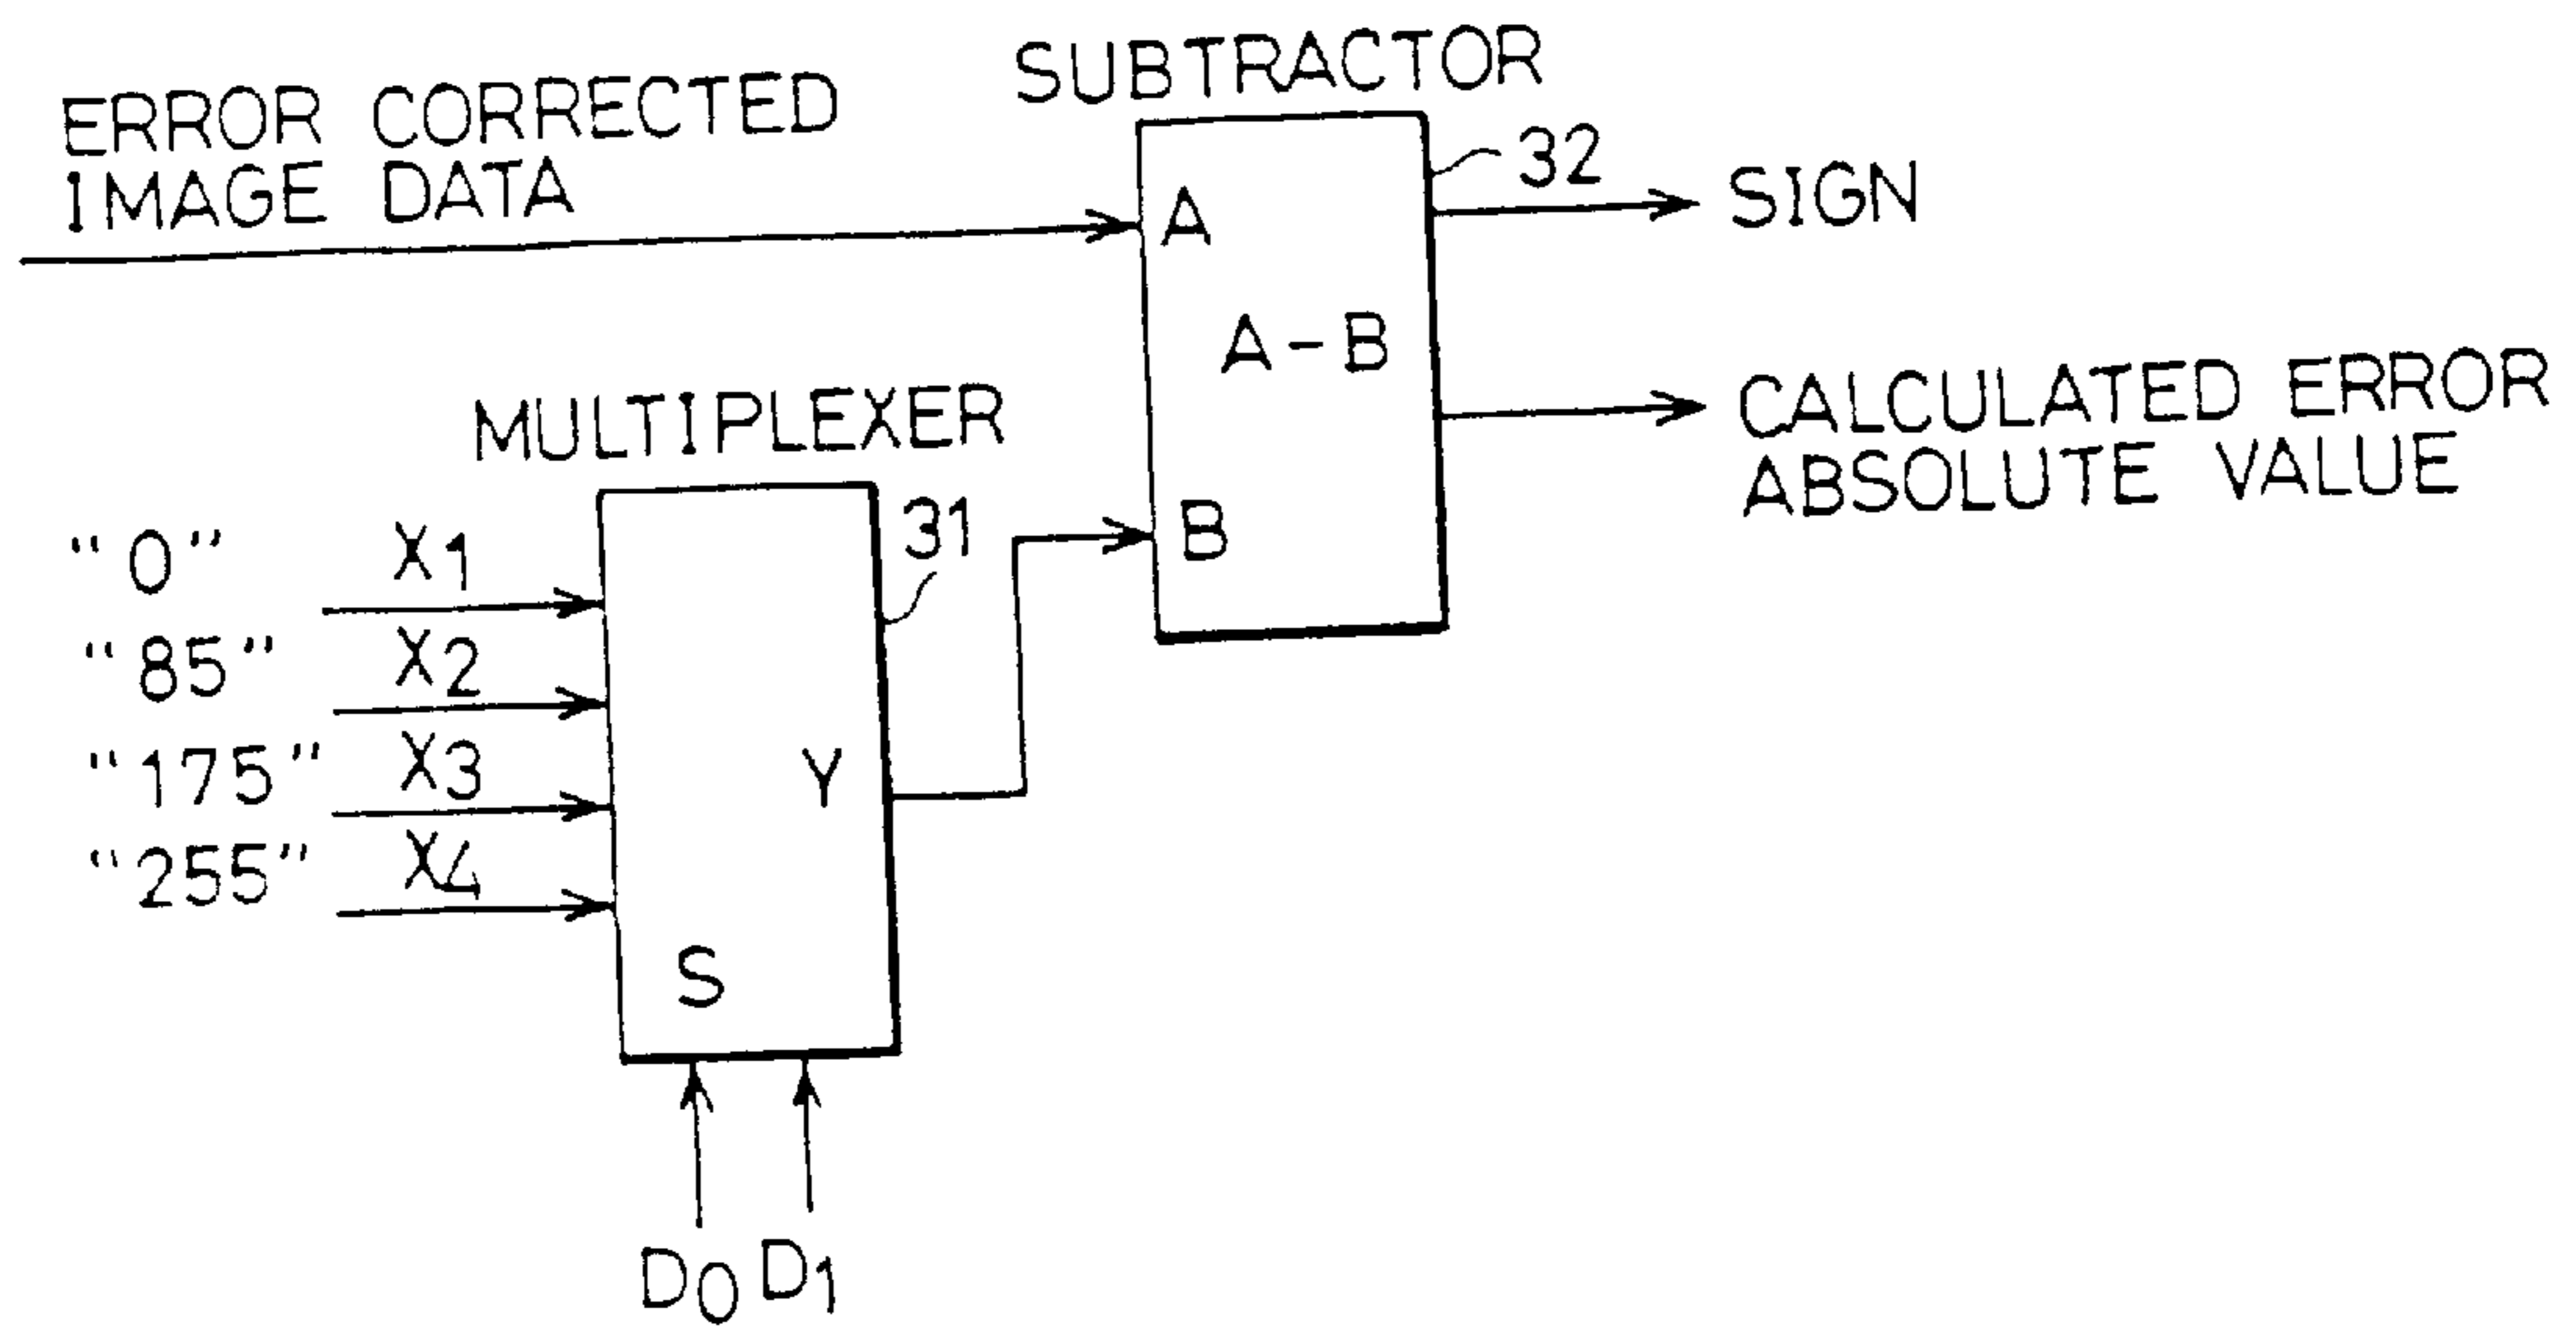 ERROR CORRECTED
IMAGE DATA
SUBTRACTOR
32
A
A-B
B
SIGN
CALCULATED ERROR
ABSOLUTE VALUE
MULTIPLEXER
31
"0" X1
"85" X2
"175" X3
"255" X4
Y
S
D0 D1